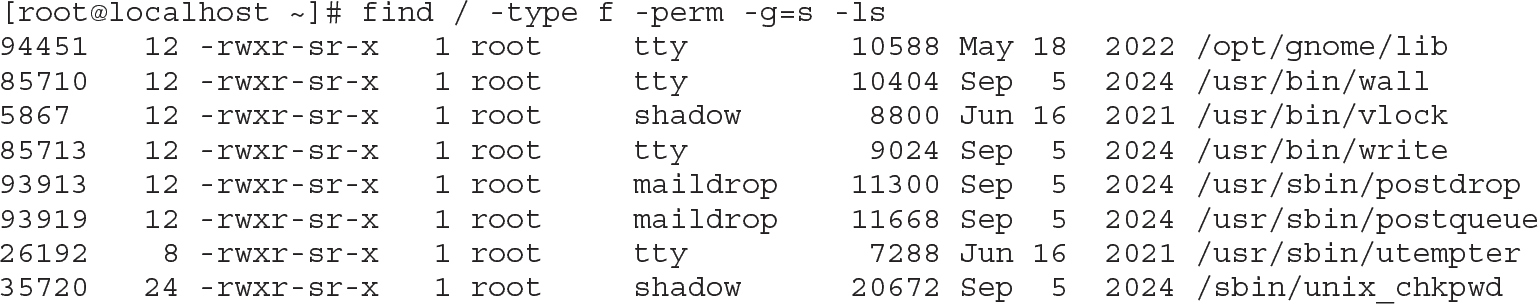 [root@localhost ~]# find / -type f -perm -g=s -ls
94451 12 -rwxr-sr-x 1 root tty 10588 May 18 2022 /opt/gnome/lib
85710 12 -rwxr-sr-x 1 root tty 10404 Sep 5 2024 /usr/bin/wall
5867 12 -rwxr-sr-x 1 root shadow 8800 Jun 16 2021 /usr/bin/vlock
85713 12 -rwxr-sr-x 1 root tty 9024 Sep 5 2024 /usr/bin/write
93913 12 -rwxr-sr-x 1 root maildrop 11300 Sep 5 2024 /usr/sbin/postdrop
93919 12 -rwxr-sr-x 1 root maildrop 11668 Sep 5 2024 /usr/sbin/postqueue
26192 8 -rwxr-sr-x 1 root tty 7288 Jun 16 2021 /usr/sbin/utempter
35720 24 -rwxr-sr-x 1 root shadow 20672 Sep 5 2024 /sbin/unix_chkpwd